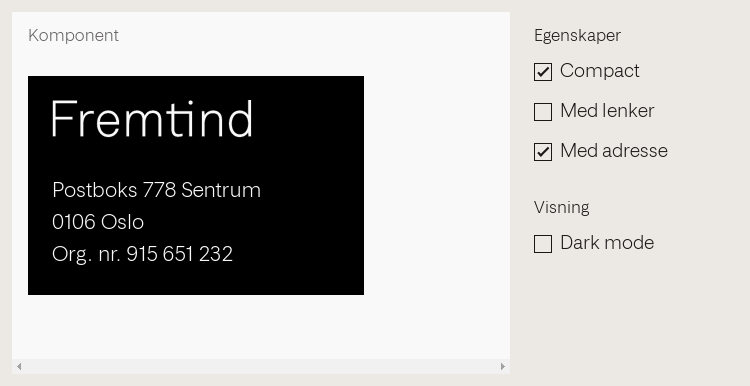 Komponent
Fremtind
Postboks 778 Sentrum
0106 Oslo
Org. nr. 915 651 232
Egenskaper
Compact
Med lenker
Med adresse
Visning
Dark mode